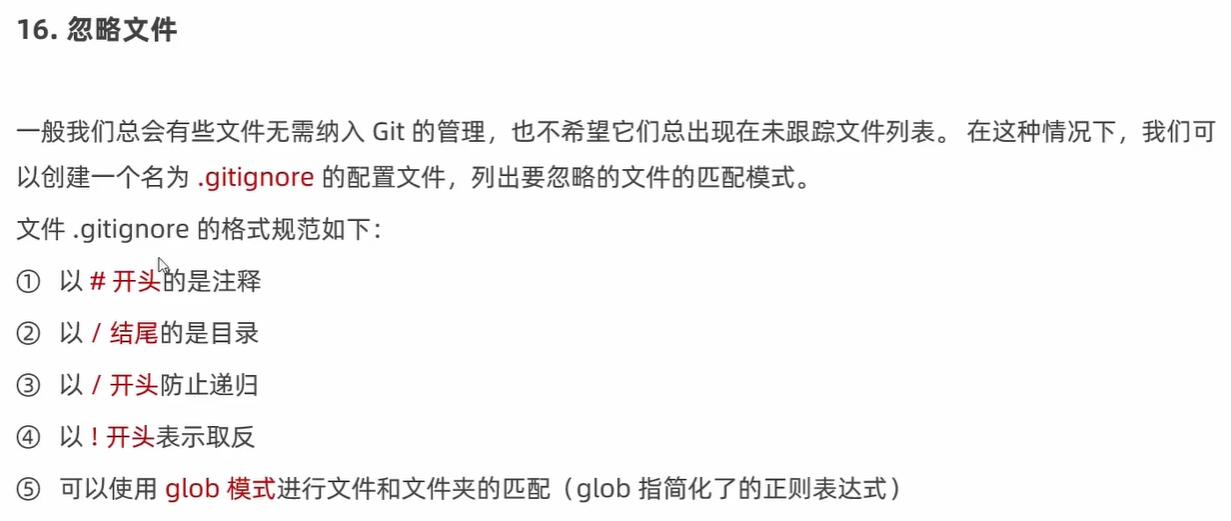 16. 忽略文件
一般我们总会有些文件无需纳入 Git 的管理，也不希望它们总出现在未跟踪文件列表。 在这种情况下，我们可
以创建一个名为 .gitignore 的配置文件，列出要忽略的文件的匹配模式。
文件 .gitignore 的格式规范如下：
① 以 # 开头的是注释
② 以 / 结尾的是目录
③ 以 / 开头防止递归
④ 以 ! 开头表示取反
⑤ 可以使用 glob 模式进行文件和文件夹的匹配（glob 指简化了的正则表达式）